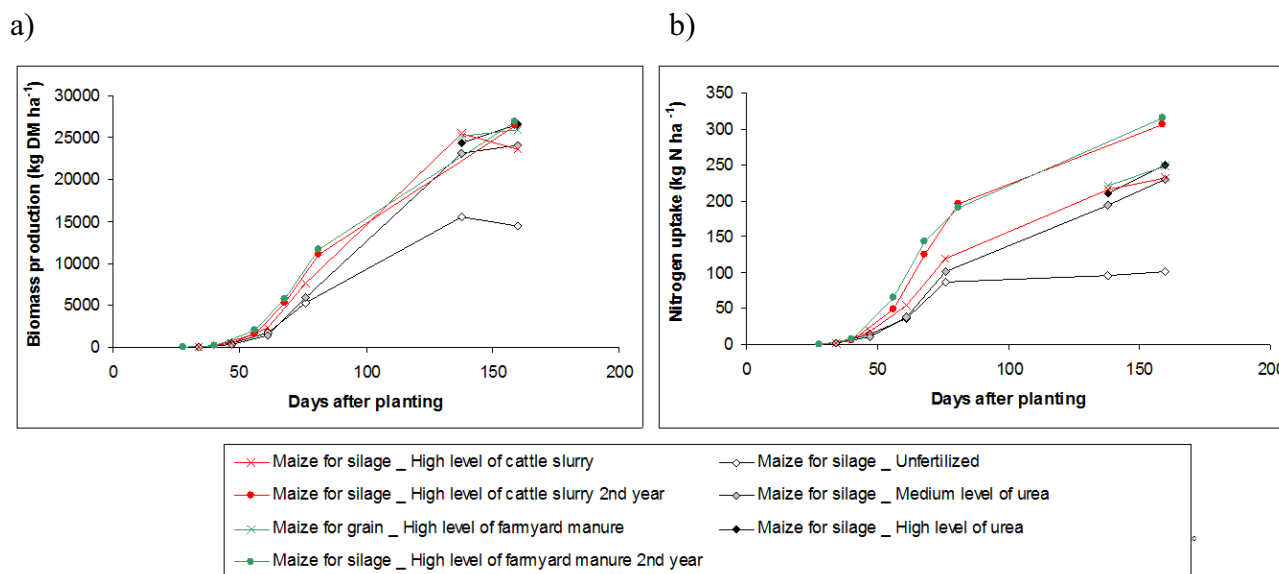 a)
b)
Biomass production (kg DM ha⁻¹)
30000
25000
20000
15000
10000
5000
0
0 50 100 150 200
Days after planting
Nitrogen uptake (kg N ha⁻¹)
350
300
250
200
150
100
50
0
0 50 100 150 200
Days after planting
Maize for silage _ High level of cattle slurry
Maize for silage _ Unfertilized
Maize for silage _ High level of cattle slurry 2nd year
Maize for silage _ Medium level of urea
Maize for grain _ High level of farmyard manure
Maize for silage _ High level of urea
Maize for silage _ High level of farmyard manure 2nd year